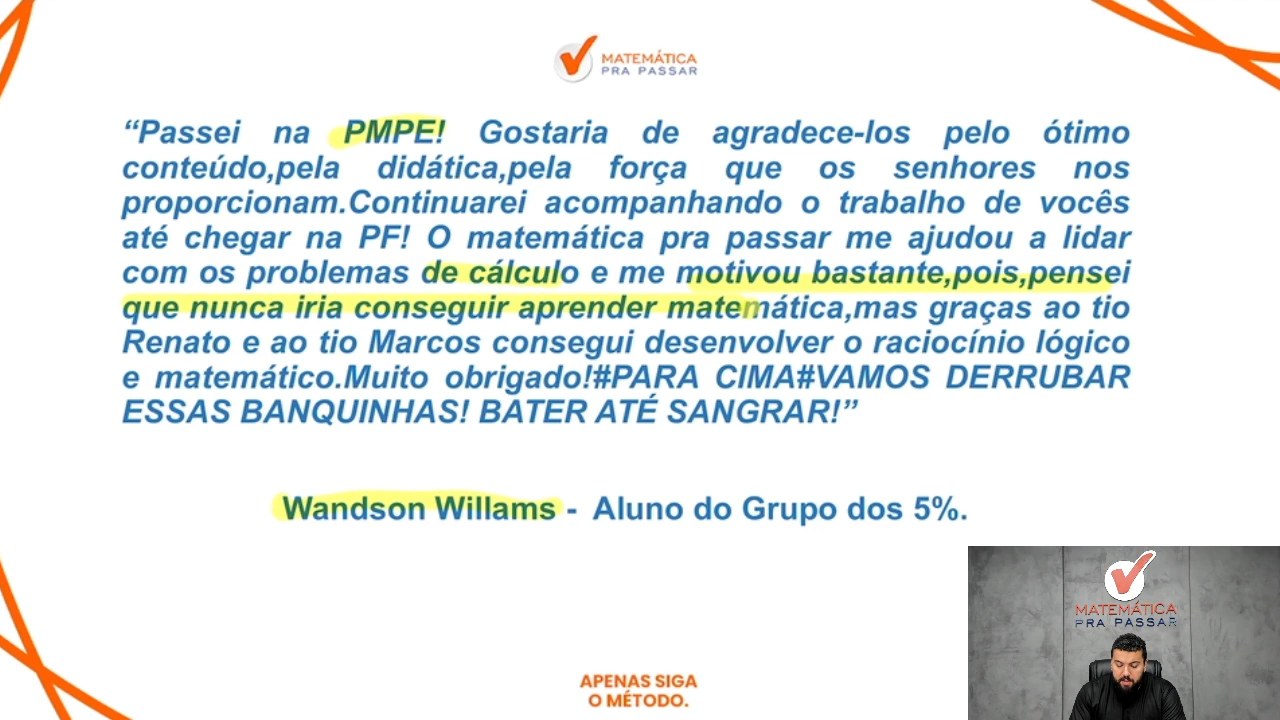 MATEMÁTICA
PRA PASSAR
“Passei na PMPE! Gostaria de agradece-los pelo ótimo
conteúdo,pela didática,pela força que os senhores nos
proporcionam.Continuarei acompanhando o trabalho de vocês
até chegar na PF! O matemática pra passar me ajudou a lidar
com os problemas de cálculo e me motivou bastante,pois,pensei
que nunca iria conseguir aprender matemática,mas graças ao tio
Renato e ao tio Marcos consegui desenvolver o raciocínio lógico
e matemático.Muito obrigado!#PARA CIMA#VAMOS DERRUBAR
ESSAS BANQUINHAS! BATER ATÉ SANGRAR!”
Wandson Willams - Aluno do Grupo dos 5%.
MATEMÁTICA
PRA PASSAR
APENAS SIGA
O MÉTODO.